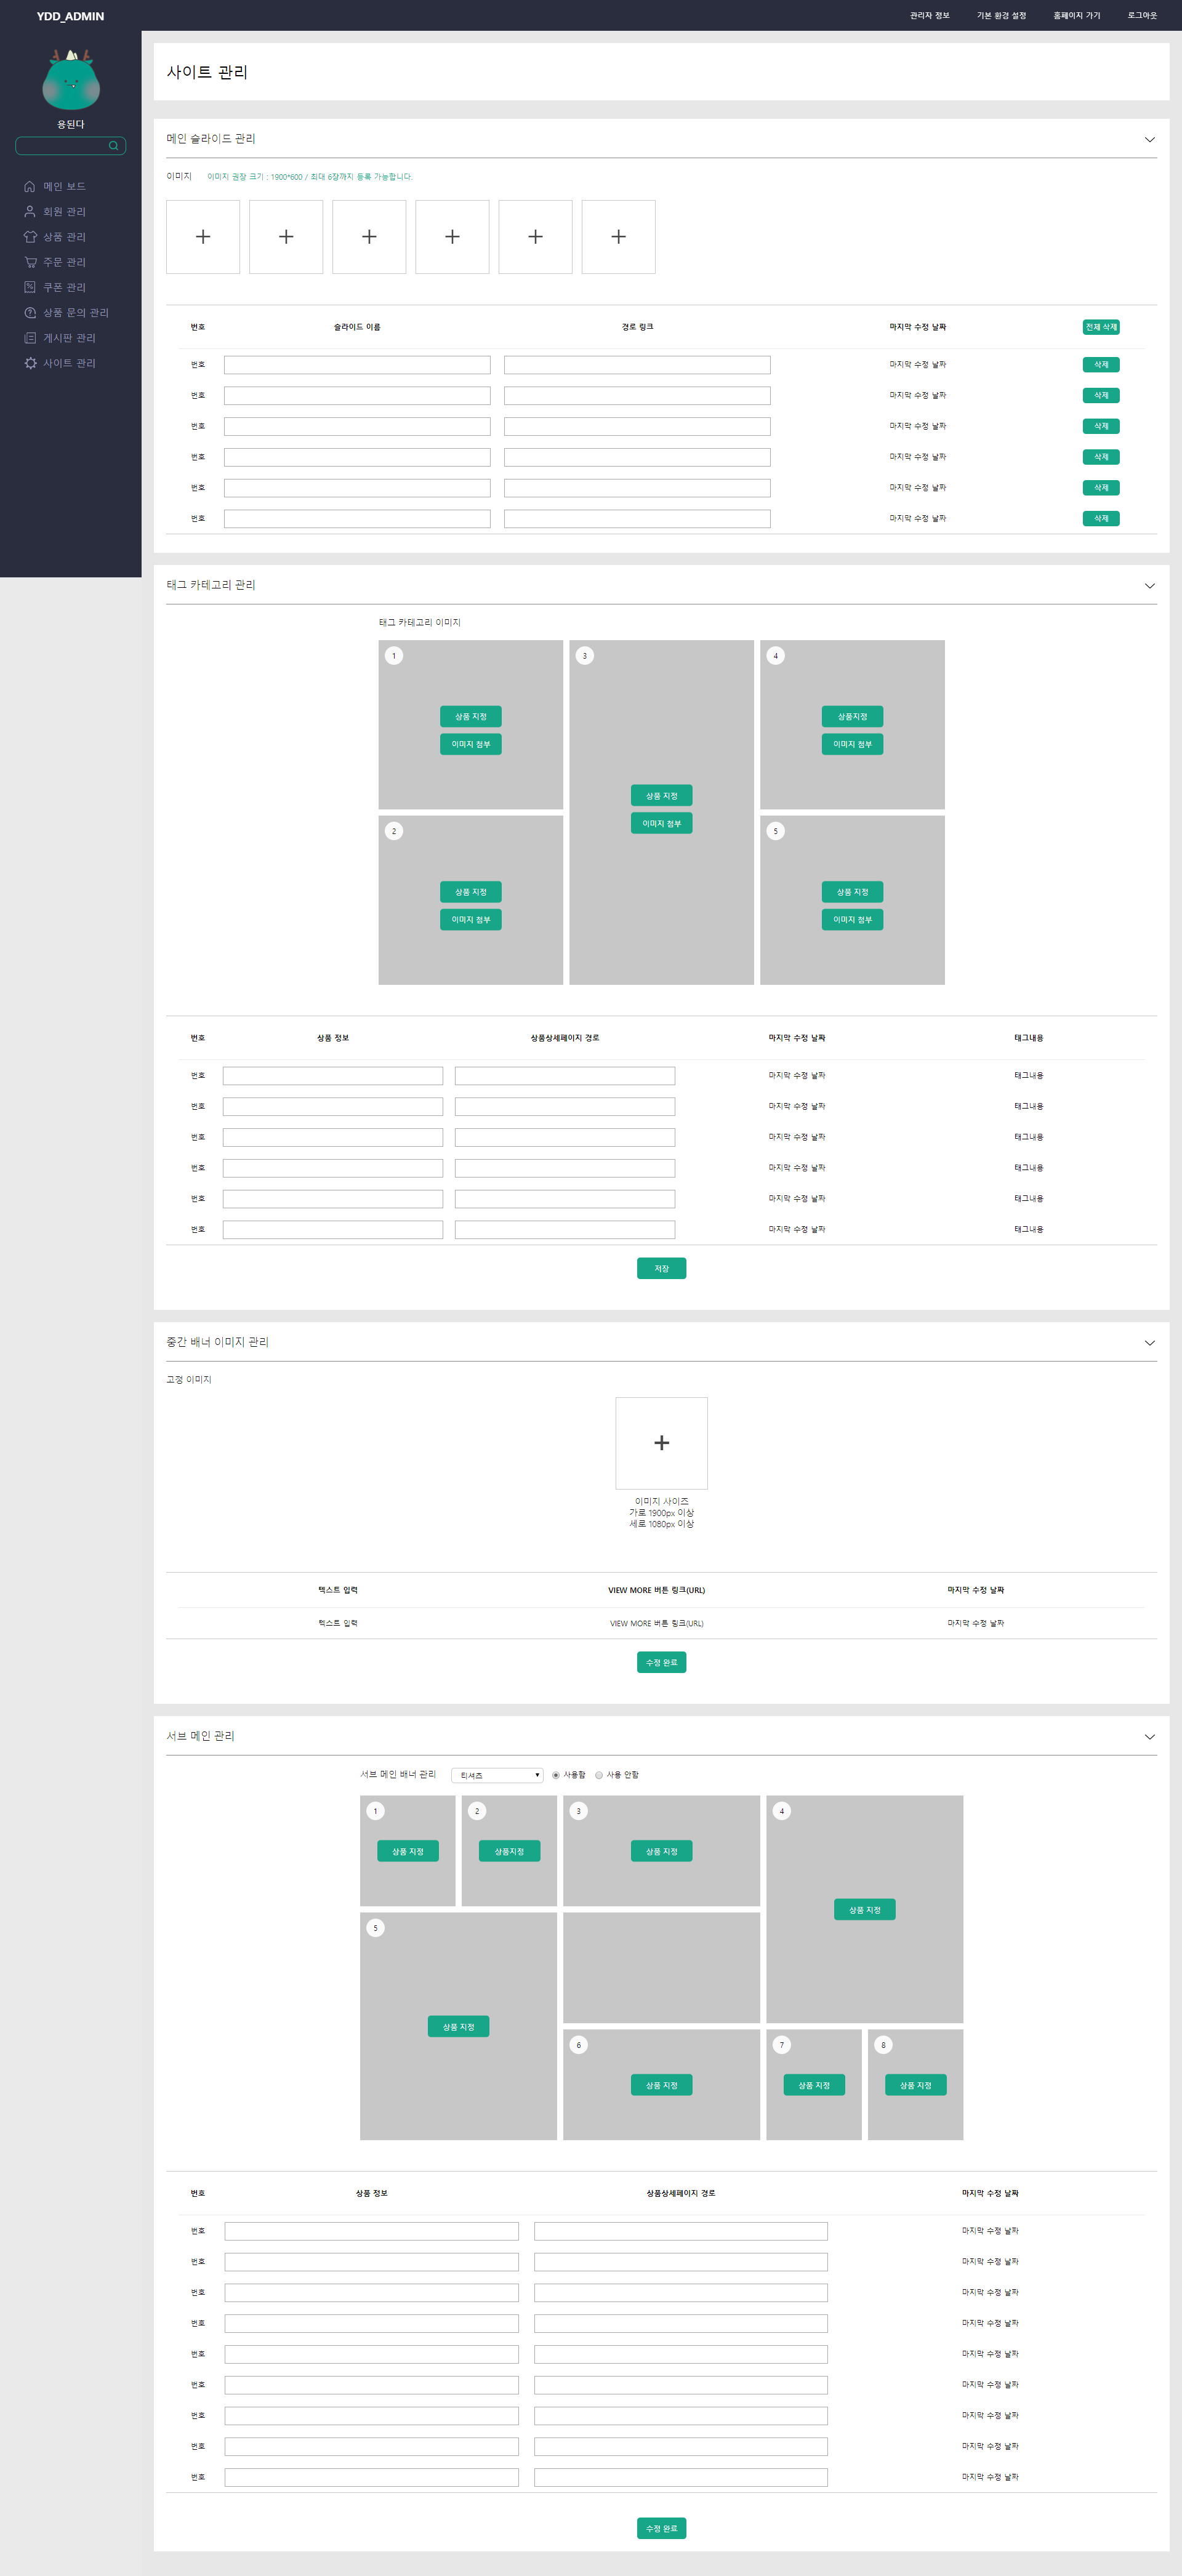 YDD_ADMIN
관리자 정보 기본 환경 설정 홈페이지 가기 로그아웃
용된다
메인 보드
회원 관리
상품 관리
주문 관리
쿠폰 관리
상품 문의 관리
게시판 관리
사이트 관리
사이트 관리
메인 슬라이드 관리
이미지 이미지 권장 크기 : 1900*600 / 최대 6장까지 등록 가능합니다.
번호 슬라이드 이름 경로 링크 마지막 수정 날짜 전체 삭제
번호 마지막 수정 날짜 삭제
번호 마지막 수정 날짜 삭제
번호 마지막 수정 날짜 삭제
번호 마지막 수정 날짜 삭제
번호 마지막 수정 날짜 삭제
번호 마지막 수정 날짜 삭제
태그 카테고리 관리
태그 카테고리 이미지
1 3 4
상품 지정 상품지정
이미지 첨부 이미지 첨부
상품 지정
이미지 첨부
2 5
상품 지정 상품 지정
이미지 첨부 이미지 첨부
번호 상품 정보 상품상세페이지 경로 마지막 수정 날짜 태그내용
번호 마지막 수정 날짜 태그내용
번호 마지막 수정 날짜 태그내용
번호 마지막 수정 날짜 태그내용
번호 마지막 수정 날짜 태그내용
번호 마지막 수정 날짜 태그내용
번호 마지막 수정 날짜 태그내용
저장
중간 배너 이미지 관리
고정 이미지
이미지 사이즈
가로 1900px 이상
세로 1080px 이상
텍스트 입력 VIEW MORE 버튼 링크(URL) 마지막 수정 날짜
텍스트 입력 VIEW MORE 버튼 링크(URL) 마지막 수정 날짜
수정 완료
서브 메인 관리
서브 메인 배너 관리 티셔츠 사용함 사용 안함
1 2 3 4
상품 지정 상품지정 상품 지정
상품 지정
5
상품 지정
6 7 8
상품 지정 상품 지정 상품 지정
번호 상품 정보 상품상세페이지 경로 마지막 수정 날짜
번호 마지막 수정 날짜
번호 마지막 수정 날짜
번호 마지막 수정 날짜
번호 마지막 수정 날짜
번호 마지막 수정 날짜
번호 마지막 수정 날짜
번호 마지막 수정 날짜
번호 마지막 수정 날짜
번호 마지막 수정 날짜
수정 완료